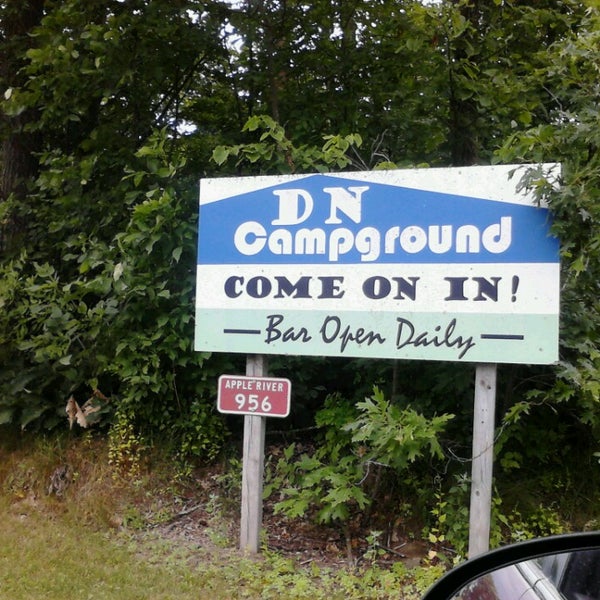 DN
Campground
COME ON IN!
Bar Open Daily
APPLE RIVER
956